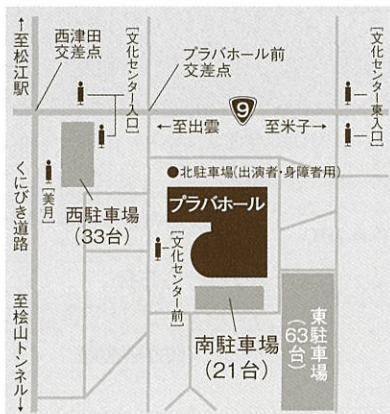 ↑至松江駅
西津田
交差点
［文化センター入口］
プラバホール前
交差点
［文化センター東入口］
9
←至出雲
至米子→
くにびき道路
［美月］
西駐車場
(33台)
●北駐車場(出演者・身障者用)
プラバホール
［文化センター前］
南駐車場
(21台)
東駐車場
(63台)
至桧山トンネル↓